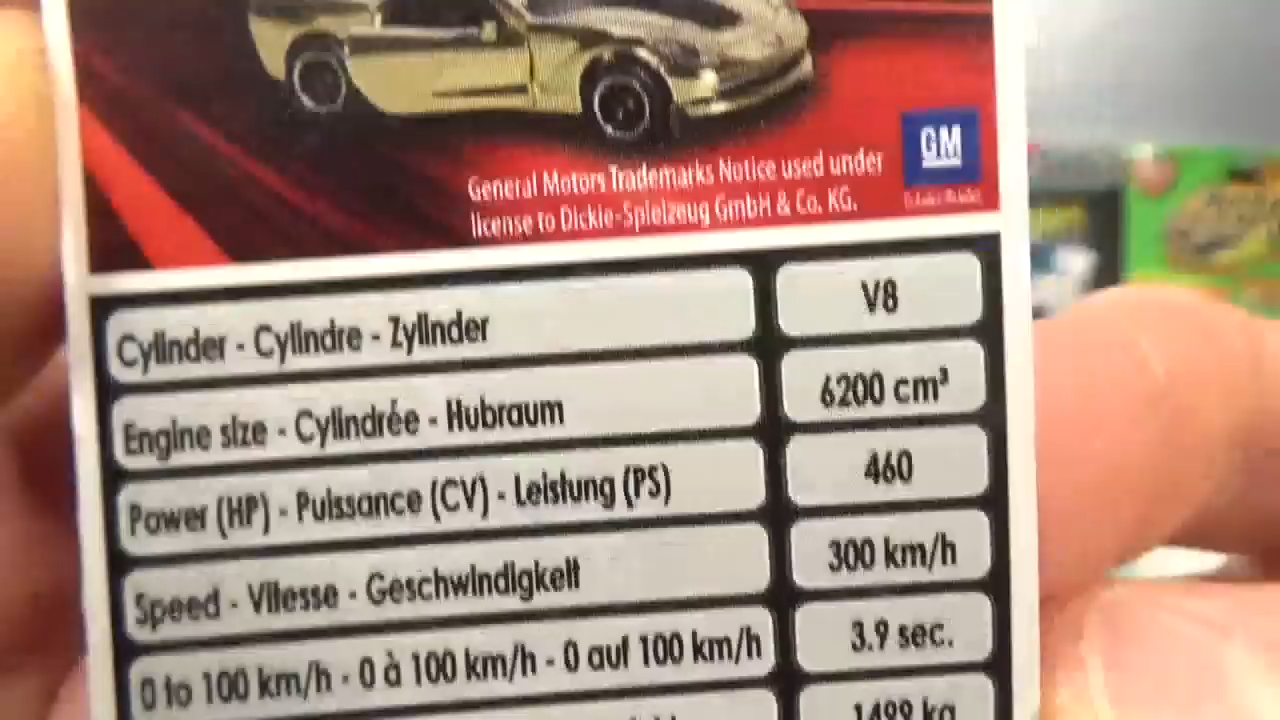 GM
General Motors Trademarks Notice used under
license to Dickie-Spielzeug GmbH & Co. KG.
Cylinder - Cylindre - Zylinder V8
Engine size - Cylindrée - Hubraum 6200 cm³
Power (HP) - Puissance (CV) - Leistung (PS) 460
Speed - Vitesse - Geschwindigkeit 300 km/h
0 to 100 km/h - 0 à 100 km/h - 0 auf 100 km/h 3.9 sec.
1499 kg